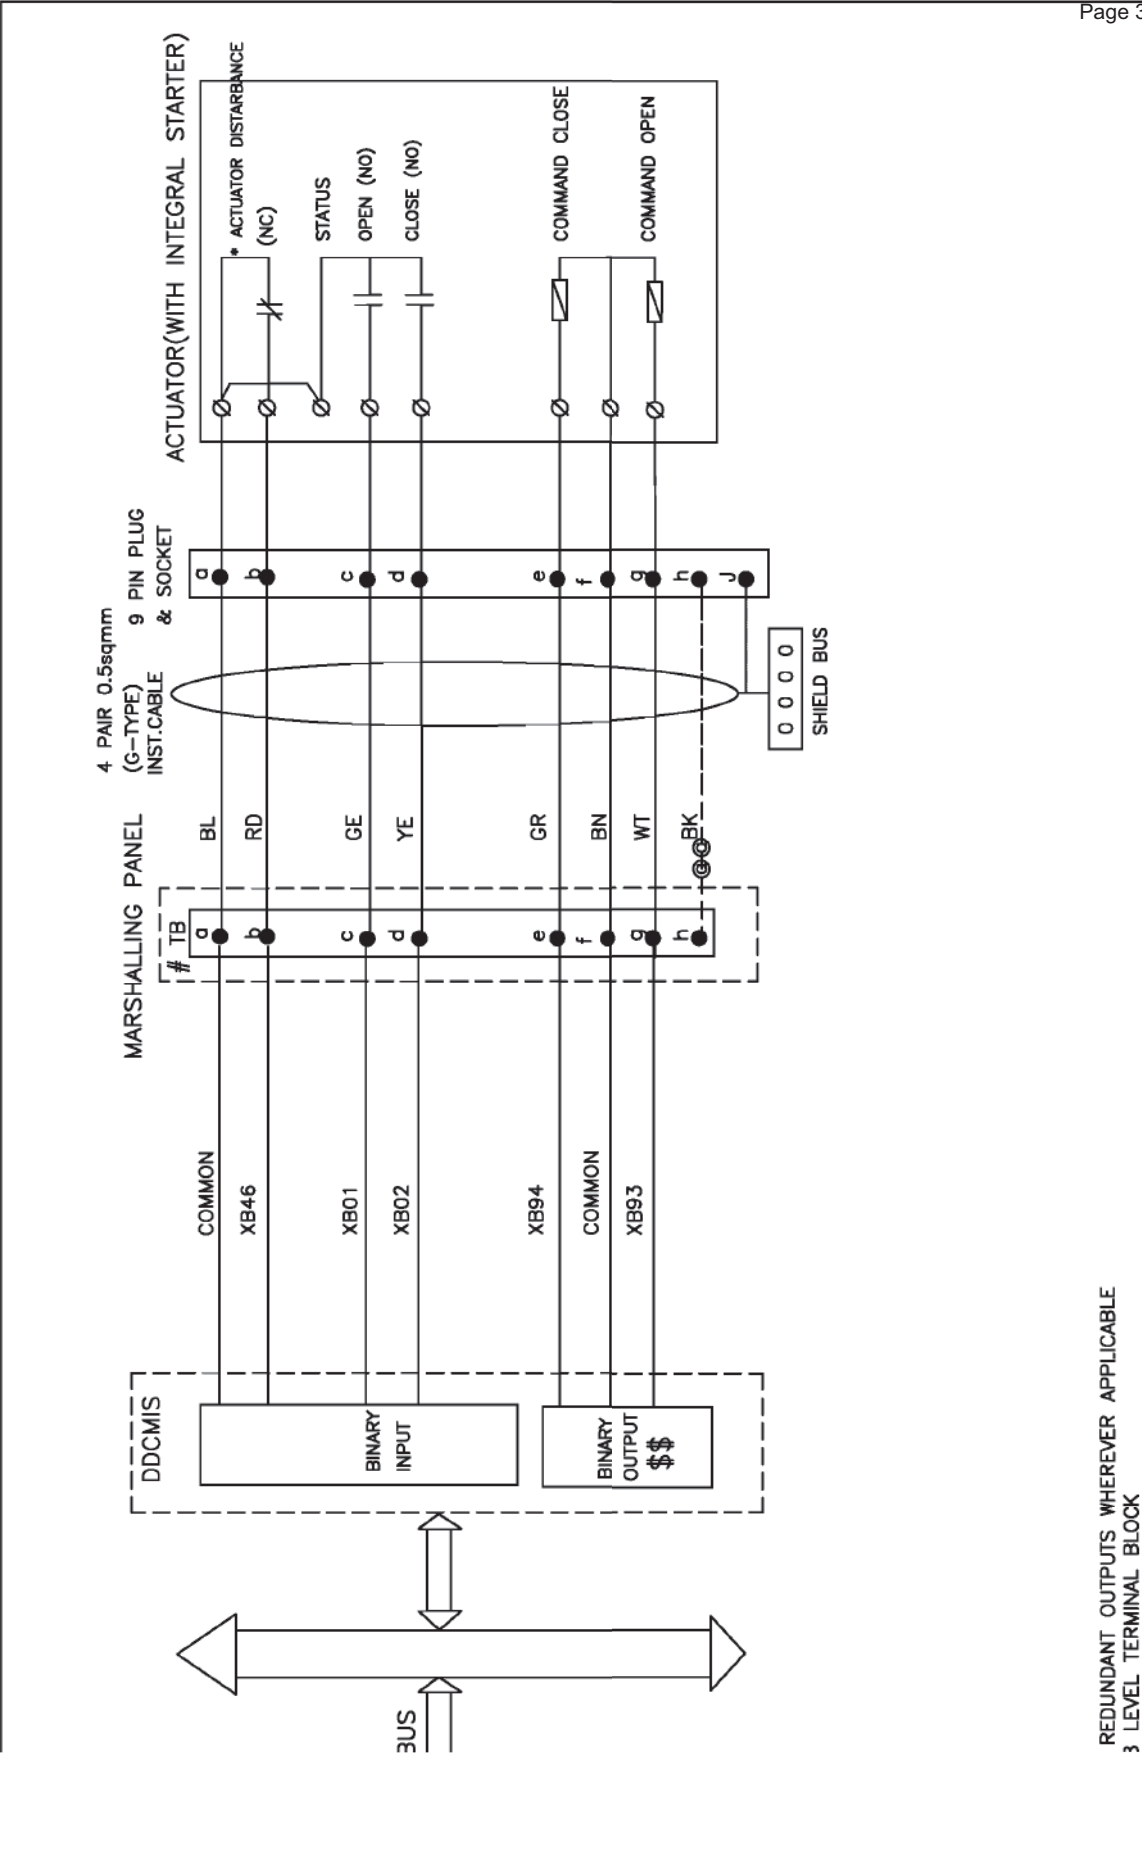 Page 3
ACTUATOR(WITH INTEGRAL STARTER)
* ACTUATOR DISTARBANCE
(NC)
STATUS
OPEN (NO)
CLOSE (NO)
COMMAND CLOSE
COMMAND OPEN
9 PIN PLUG
& SOCKET
a
b
c
d
e
f
g
h
J
4 PAIR 0.5sqmm
(G-TYPE)
INST.CABLE
0 0 0 0
SHIELD BUS
MARSHALLING PANEL
BL
RD
GE
YE
GR
BN
WT
BK
@@
# TB
a
b
c
d
e
f
g
h
COMMON
XB46
XB01
XB02
XB94
COMMON
XB93
DDCMIS
BINARY
INPUT
BINARY
OUTPUT
$$
BUS
REDUNDANT OUTPUTS WHEREVER APPLICABLE
3 LEVEL TERMINAL BLOCK